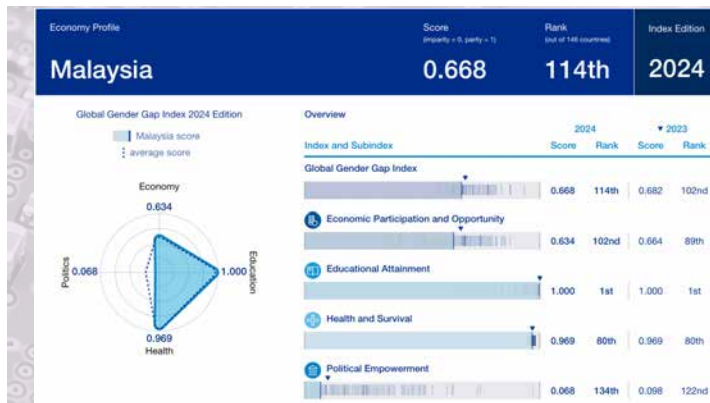 Economy Profile
Score
(imparity = 0, parity = 1)
Rank
(out of 146 countries)
Index Edition
Malaysia
0.668
114th
2024
Global Gender Gap Index 2024 Edition
Malaysia score
average score
Economy
0.634
Politics
0.068
1.000
Education
0.969
Health
Overview
2024
▼ 2023
Index and Subindex
Score Rank Score Rank
Global Gender Gap Index
0.668 114th 0.682 102nd
Economic Participation and Opportunity
0.634 102nd 0.664 89th
Educational Attainment
1.000 1st 1.000 1st
Health and Survival
0.969 80th 0.969 80th
Political Empowerment
0.068 134th 0.098 122nd